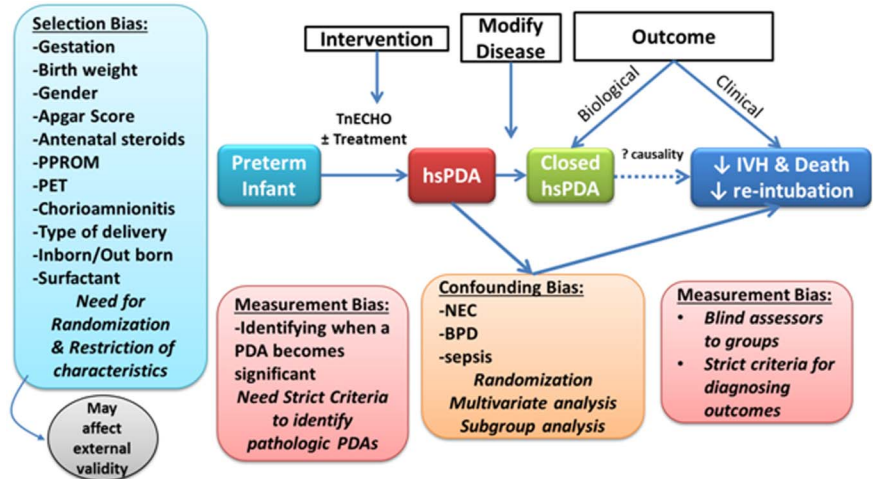 Selection Bias:
-Gestation
-Birth weight
-Gender
-Apgar Score
-Antenatal steroids
-PPROM
-PET
-Chorioamnionitis
-Type of delivery
-Inborn/Out born
-Surfactant
Need for
Randomization
& Restriction of
characteristics
May
affect
external
validity
Intervention
Modify
Disease
Outcome
TnECHO
± Treatment
Biological
Clinical
Preterm
Infant
hsPDA
Closed
hsPDA
? causality
↓ IVH & Death
↓ re-intubation
Measurement Bias:
-Identifying when a
PDA becomes
significant
Need Strict Criteria
to identify
pathologic PDAs
Confounding Bias:
-NEC
-BPD
-sepsis
Randomization
Multivariate analysis
Subgroup analysis
Measurement Bias:
• Blind assessors
to groups
• Strict criteria for
diagnosing
outcomes